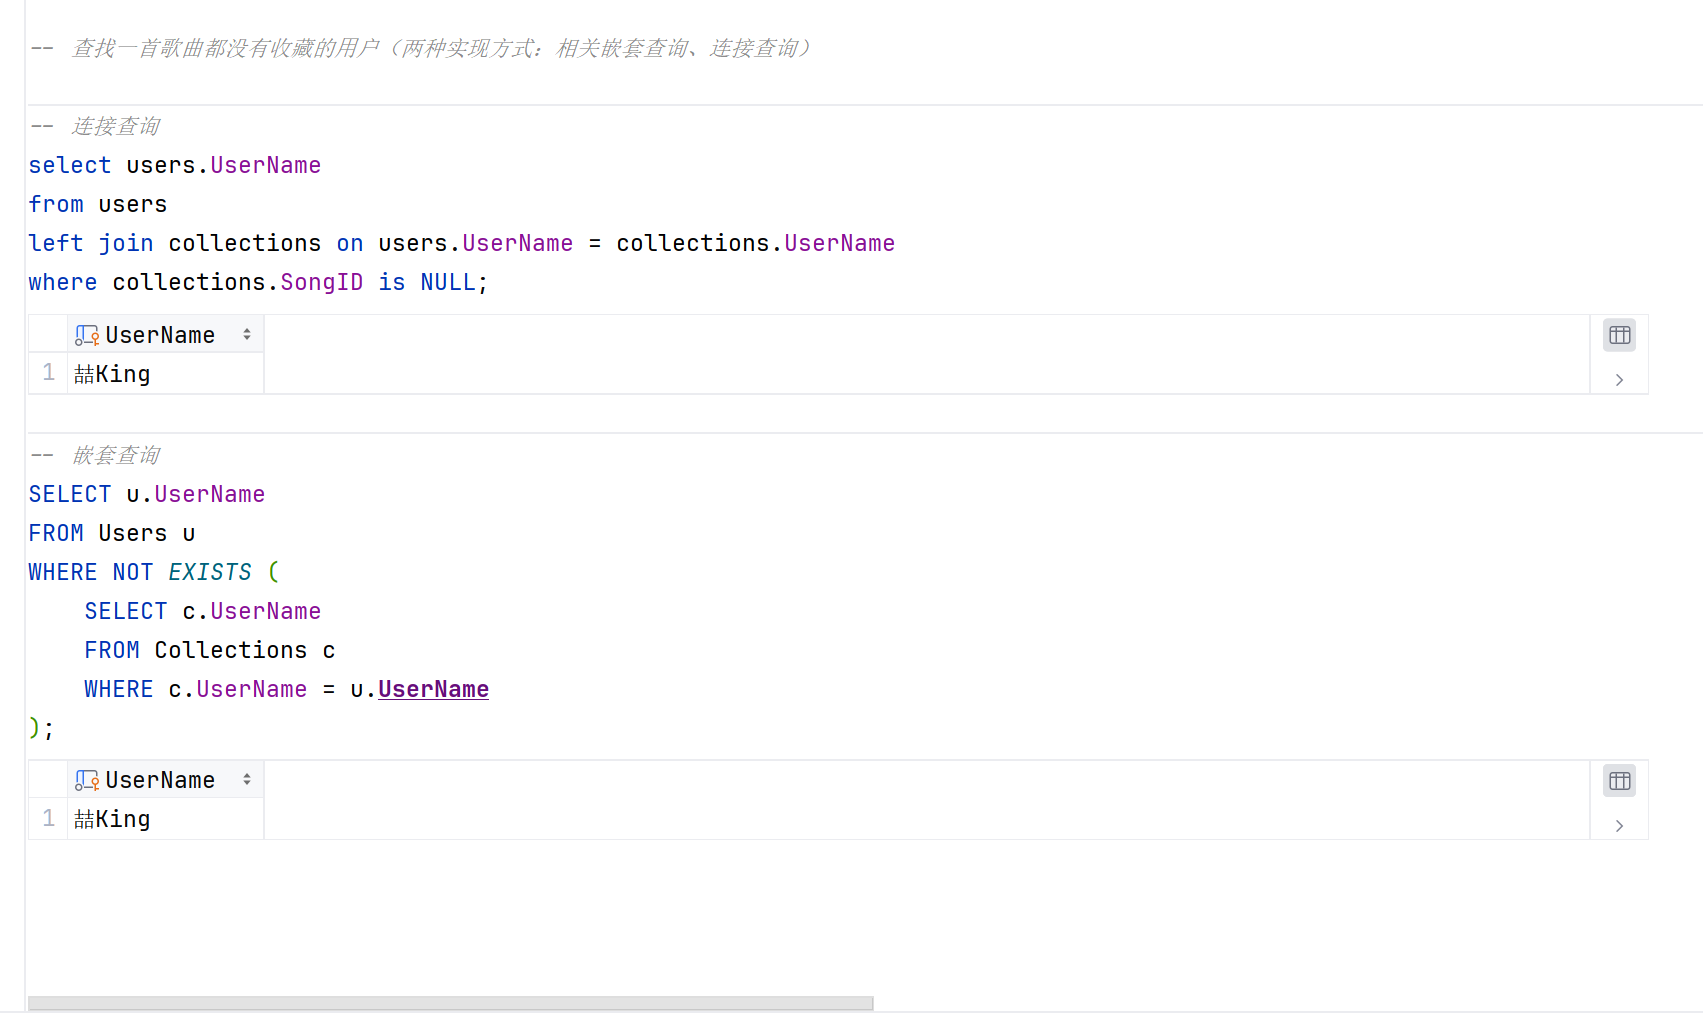 -- 查找一首歌曲都没有收藏的用户（两种实现方式：相关嵌套查询、连接查询）
-- 连接查询
select users.UserName
from users
left join collections on users.UserName = collections.UserName
where collections.SongID is NULL;
UserName
1 喆King
-- 嵌套查询
SELECT u.UserName
FROM Users u
WHERE NOT EXISTS (
    SELECT c.UserName
    FROM Collections c
    WHERE c.UserName = u.UserName
);
UserName
1 喆King